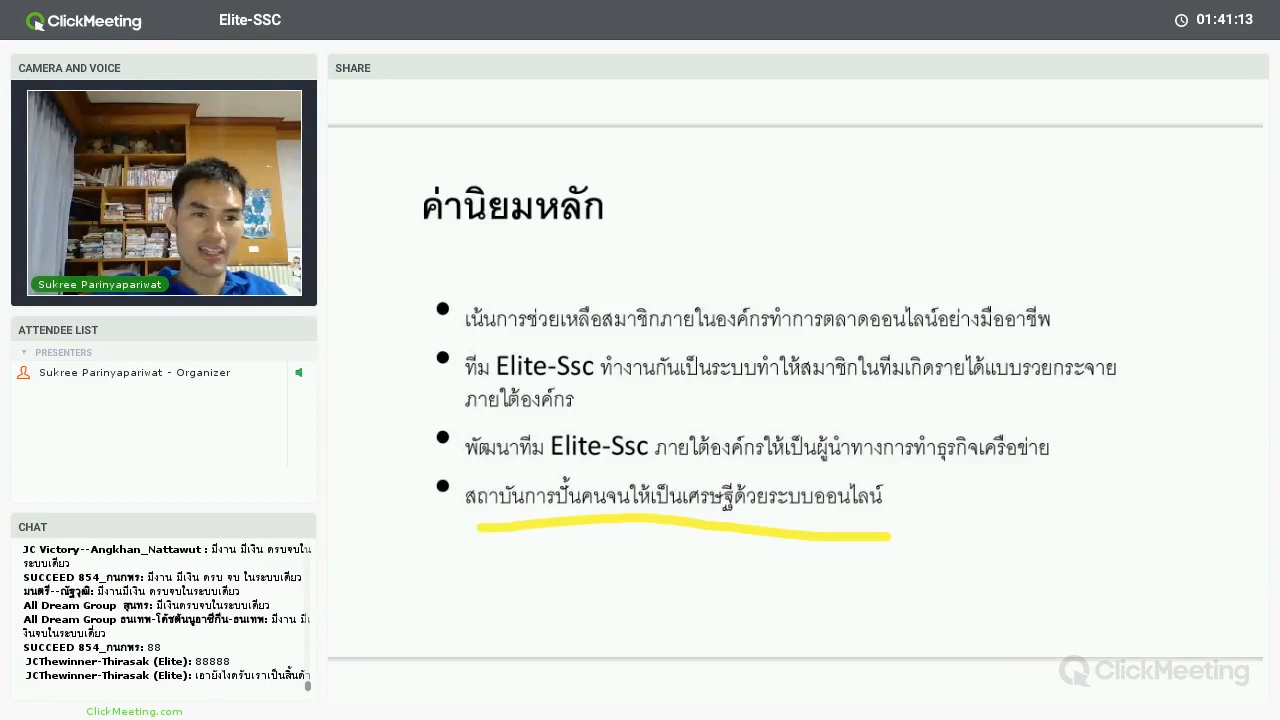 ClickMeeting
Elite-SSC
01:41:13
CAMERA AND VOICE
Sukree Parinyapariwat
ATTENDEE LIST
PRESENTERS
Sukree Parinyapariwat - Organizer
CHAT
JC Victory--Angkhan_Nattawut : มีงาน มีเงิน ครบจบใน
ระบบเดียว
SUCCEED 854_กนกพร: มีงาน มีเงิน ครบ จบ ในระบบเดียว
มนตรี--ณัฐวุฒิ: มีงานมีเงิน ครบจบในระบบเดียว
All Dream Group สุนทร: มีเงินครบจบในระบบเดียว
All Dream Group ธนเทพ-โค้ชต้นนูอาซีกีน-ธนเทพ: มีงาน มีเ
งินจบในระบบเดียว
SUCCEED 854_กนกพร: 88
JCThewinner-Thirasak (Elite): 88888
JCThewinner-Thirasak (Elite): เอายังไงครับเราเป็นสิ้นค้า
ClickMeeting.com
SHARE
ค่านิยมหลัก
• เน้นการช่วยเหลือสมาชิกภายในองค์กรทำการตลาดออนไลน์อย่างมืออาชีพ
• ทีม Elite-Ssc ทำงานกันเป็นระบบทำให้สมาชิกในทีมเกิดรายได้แบบรวยกระจาย
ภายใต้องค์กร
• พัฒนาทีม Elite-Ssc ภายใต้องค์กรให้เป็นผู้นำทางการทำธุรกิจเครือข่าย
• สถาบันการปั้นคนจนให้เป็นเศรษฐีด้วยระบบออนไลน์
ClickMeeting